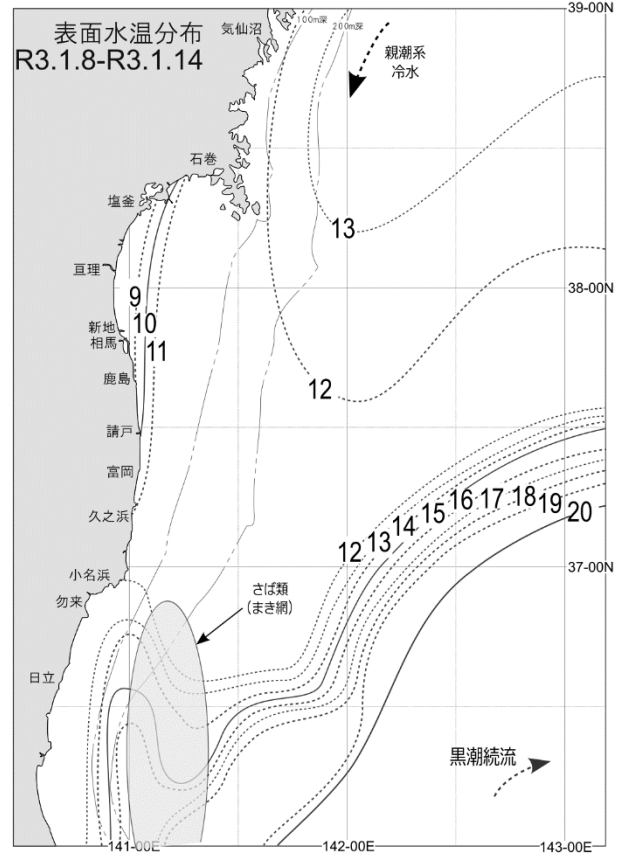 表面水温分布
R3.1.8-R3.1.14
気仙沼
100m深
200m深
39-00N
親潮系
冷水
石巻
塩釜
13
亘理
38-00N
9
新地
10
相馬
11
鹿島
12
請戸
富岡
久之浜
12
13
14
15
16
17
18
19
20
37-00N
小名浜
勿来
さば類
(まき網)
日立
黒潮続流
141-00E
142-00E
143-00E